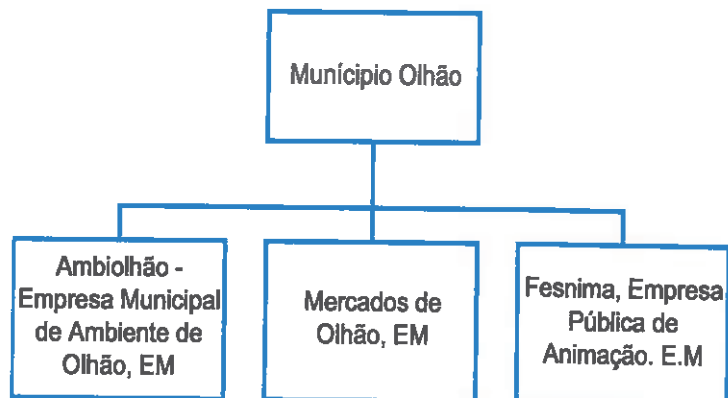 Munícipio Olhão
Ambiolhão -
Empresa Municipal
de Ambiente de
Olhão, EM
Mercados de
Olhão, EM
Fesnima, Empresa
Pública de
Animação. E.M